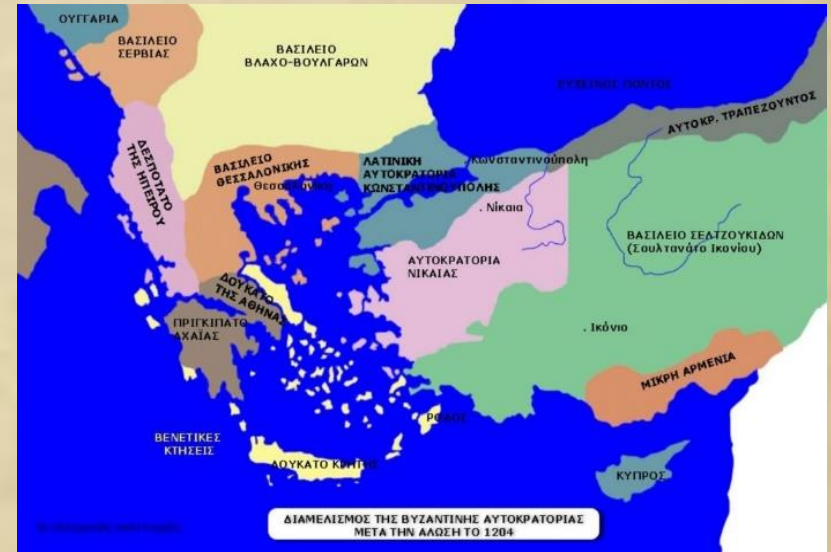 ΟΥΓΓΑΡΙΑ
ΒΑΣΙΛΕΙΟ
ΣΕΡΒΙΑΣ
ΒΑΣΙΛΕΙΟ
ΒΛΑΧΟ-ΒΟΥΛΓΑΡΩΝ
ΕΥΞΕΙΝΟΣ ΠΟΝΤΟΣ
ΑΥΤΟΚΡ. ΤΡΑΠΕΖΟΥΝΤΟΣ
ΔΕΣΠΟΤΑΤΟ
ΤΗΣ ΗΠΕΙΡΟΥ
ΒΑΣΙΛΕΙΟ
ΘΕΣΣΑΛΟΝΙΚΗΣ
Θεσσαλονίκη
ΛΑΤΙΝΙΚΗ
ΑΥΤΟΚΡΑΤΟΡΙΑ
ΚΩΝΣΤΑΝΤΙΝΟΥΠΟΛΗΣ
Κωνσταντινούπολη
. Νίκαια
ΑΥΤΟΚΡΑΤΟΡΙΑ
ΝΙΚΑΙΑΣ
ΒΑΣΙΛΕΙΟ ΣΕΛΤΖΟΥΚΙΔΩΝ
(Σουλτανάτο Ικονίου)
ΔΟΥΚΑΤΟ
ΤΗΣ ΑΘΗΝΑΣ
ΠΡΙΓΚΙΠΑΤΟ
ΑΧΑΪΑΣ
. Ικόνιο
ΜΙΚΡΗ ΑΡΜΕΝΙΑ
ΡΟΔΟΣ
ΒΕΝΕΤΙΚΕΣ
ΚΤΗΣΕΙΣ
ΔΟΥΚΑΤΟ ΚΡΗΤΗΣ
ΚΥΠΡΟΣ
ΔΙΑΜΕΛΙΣΜΟΣ ΤΗΣ ΒΥΖΑΝΤΙΝΗΣ ΑΥΤΟΚΡΑΤΟΡΙΑΣ
ΜΕΤΑ ΤΗΝ ΑΛΩΣΗ ΤΟ 1204